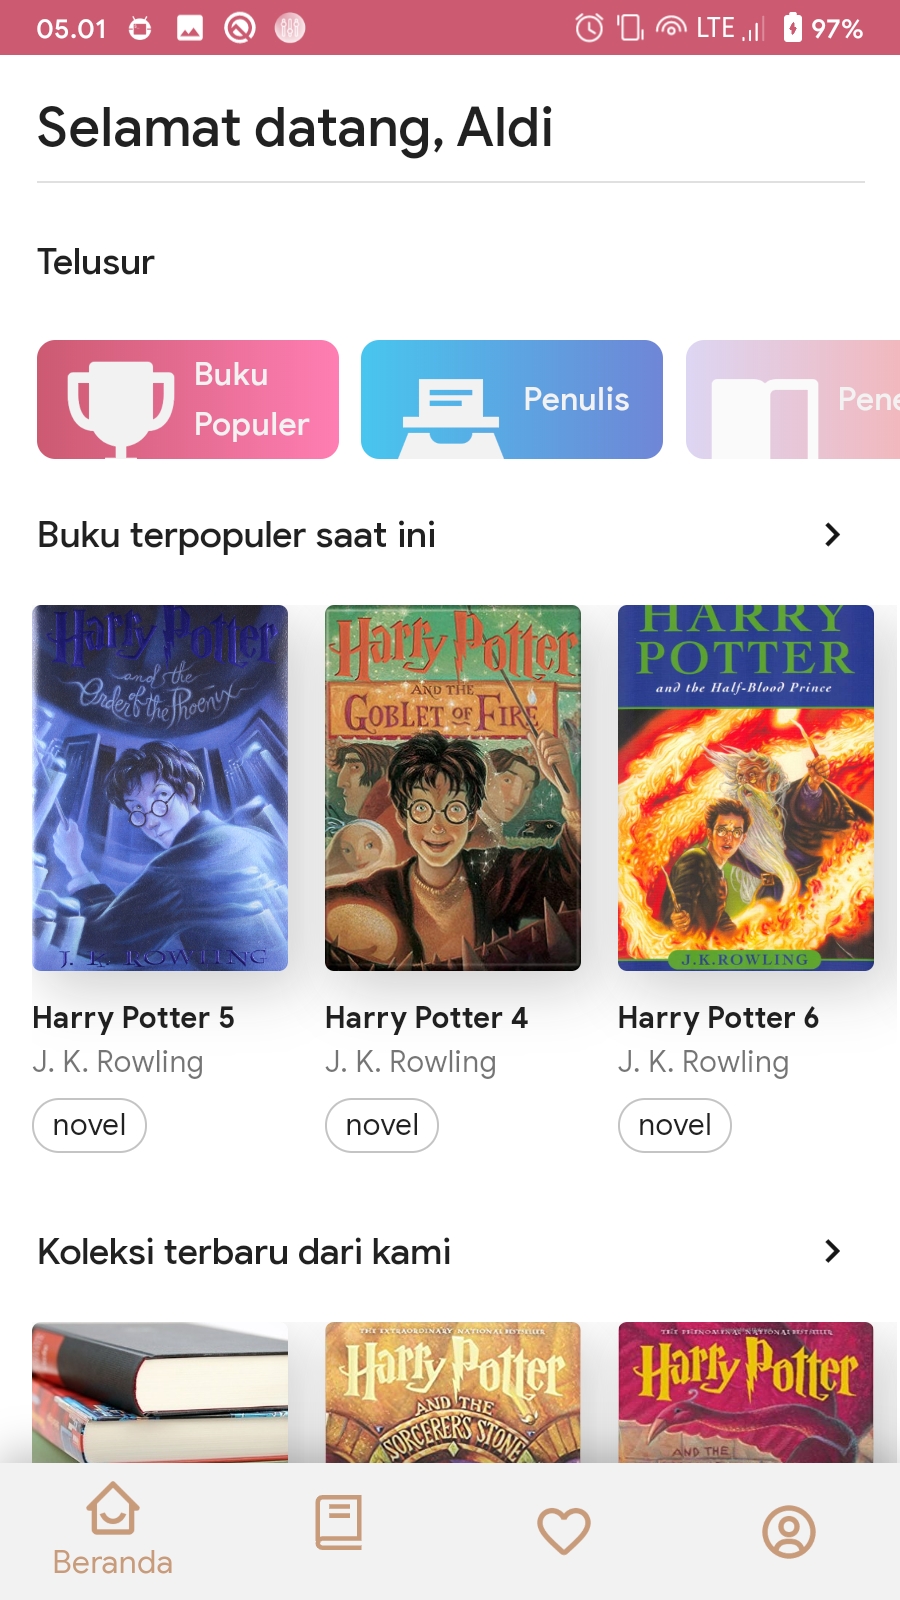 05.01
LTE
97%
Selamat datang, Aldi
Telusur
Buku
Populer
Penulis
Pene
Buku terpopuler saat ini
Harry Potter
and the
Order of the Phoenix
J. K. ROWLING
Harry Potter
AND THE
GOBLET OF FIRE
HARRY
POTTER
and the Half-Blood Prince
J.K.ROWLING
Harry Potter 5
J. K. Rowling
novel
Harry Potter 4
J. K. Rowling
novel
Harry Potter 6
J. K. Rowling
novel
Koleksi terbaru dari kami
THE EXTRAORDINARY NATIONAL BESTSELLER
Harry Potter
AND THE
SORCERER'S STONE
THE PHENOMENAL NATIONAL BESTSELLER
Harry Potter
AND THE
Beranda